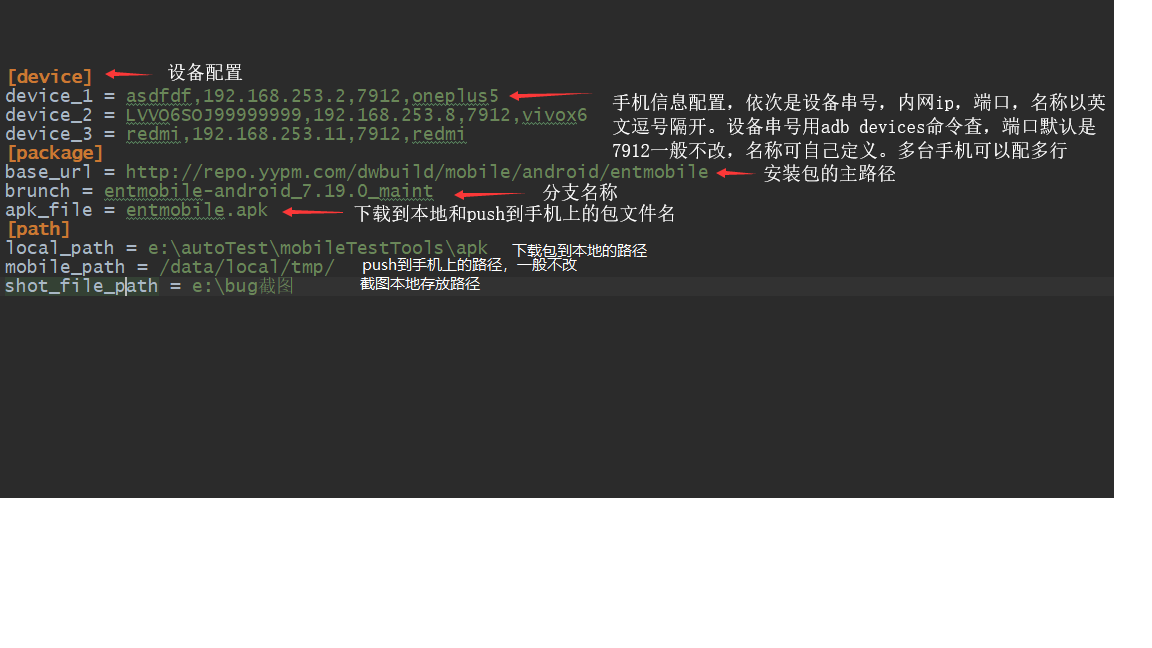 [device] 设备配置
device_1 = asdfdf,192.168.253.2,7912,oneplus5
device_2 = LVVO6SOJ99999999,192.168.253.8,7912,vivox6
device_3 = redmi,192.168.253.11,7912,redmi
手机信息配置，依次是设备串号，内网ip，端口，名称以英
文逗号隔开。设备串号用adb devices命令查，端口默认是
7912一般不改，名称可自己定义。多台手机可以配多行
[package]
base_url = http://repo.yypm.com/dwbuild/mobile/android/entmobile 安装包的主路径
brunch = entmobile-android_7.19.0_maint 分支名称
apk_file = entmobile.apk 下载到本地和push到手机上的包文件名
[path]
local_path = e:\autoTest\mobileTestTools\apk 下载包到本地的路径
mobile_path = /data/local/tmp/ push到手机上的路径，一般不改
shot_file_path = e:\bug截图 截图本地存放路径